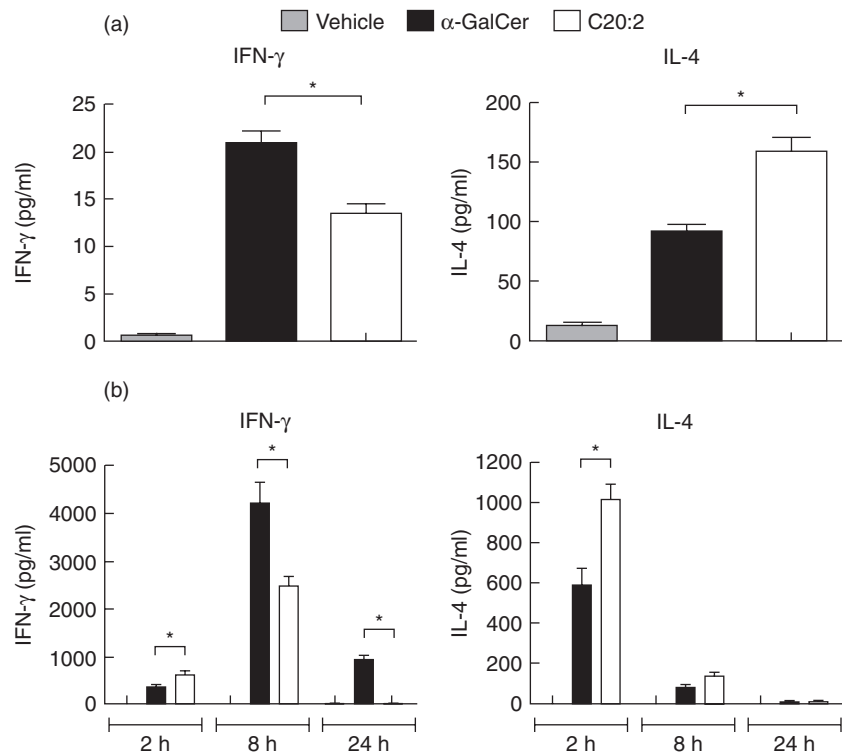 (a)
Vehicle α-GalCer C20:2
IFN-γ
IFN-γ (pg/ml)
25
20
15
10
5
0
*
IL-4
IL-4 (pg/ml)
200
150
100
50
0
*
(b)
IFN-γ
IFN-γ (pg/ml)
5000
4000
3000
2000
1000
0
*
*
*
2 h 8 h 24 h
IL-4
IL-4 (pg/ml)
1200
1000
800
600
400
200
0
*
2 h 8 h 24 h